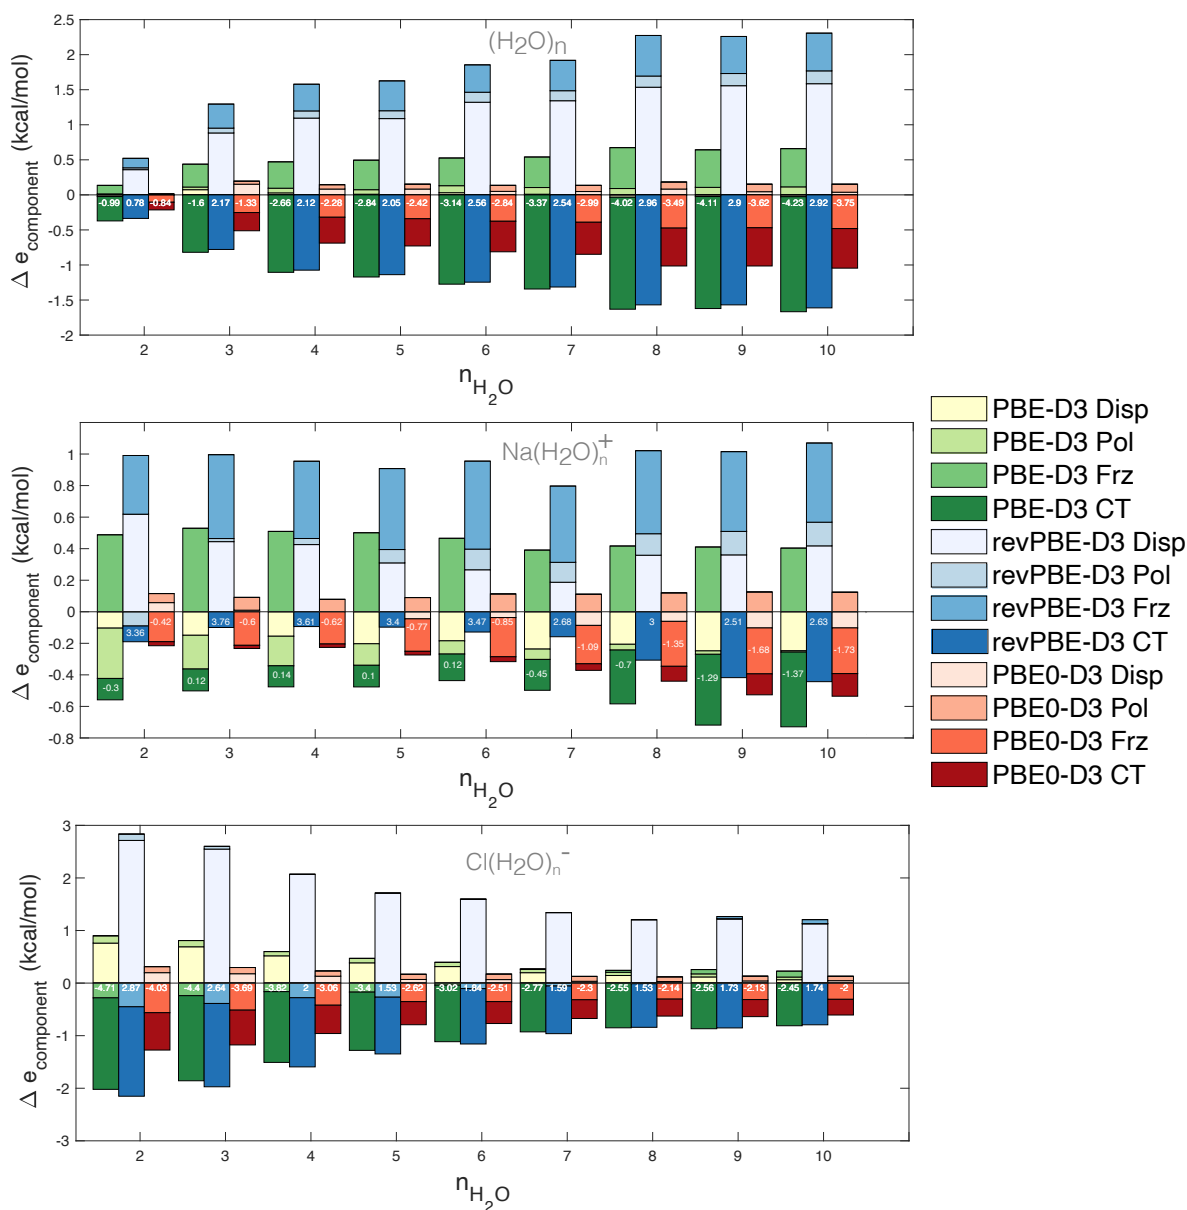 (H2O)n
Δ e_component (kcal/mol)
2.5
2
1.5
1
0.5
0
-0.5
-1
-1.5
-2
-0.99 0.78 -0.84 -1.6 2.17 -1.33 -2.66 2.12 -2.28 -2.84 2.05 -2.42 -3.14 2.56 -2.84 -3.37 2.54 -2.99 -4.02 2.96 -3.49 -4.11 2.9 -3.62 -4.23 2.92 -3.75
2 3 4 5 6 7 8 9 10
n_H2O
Na(H2O)n+
Δ e_component (kcal/mol)
1
0.8
0.6
0.4
0.2
0
-0.2
-0.4
-0.6
-0.8
-0.3 3.36 -0.42 0.12 3.76 -0.6 0.14 3.61 -0.62 0.1 3.4 -0.77 0.12 3.47 -0.85 -0.45 2.68 -1.09 -0.7 3 -1.35 -1.29 2.51 -1.68 -1.37 2.63 -1.73
2 3 4 5 6 7 8 9 10
n_H2O
PBE-D3 Disp
PBE-D3 Pol
PBE-D3 Frz
PBE-D3 CT
revPBE-D3 Disp
revPBE-D3 Pol
revPBE-D3 Frz
revPBE-D3 CT
PBE0-D3 Disp
PBE0-D3 Pol
PBE0-D3 Frz
PBE0-D3 CT
Cl(H2O)n-
Δ e_component (kcal/mol)
3
2
1
0
-1
-2
-3
-4.71 2.87 -4.03 -4.4 2.64 -3.69 -3.82 2 -3.06 -3.4 1.53 -2.62 -3.02 1.84 -2.51 -2.77 1.59 -2.3 -2.55 1.53 -2.14 -2.56 1.73 -2.13 -2.45 1.74 -2
2 3 4 5 6 7 8 9 10
n_H2O